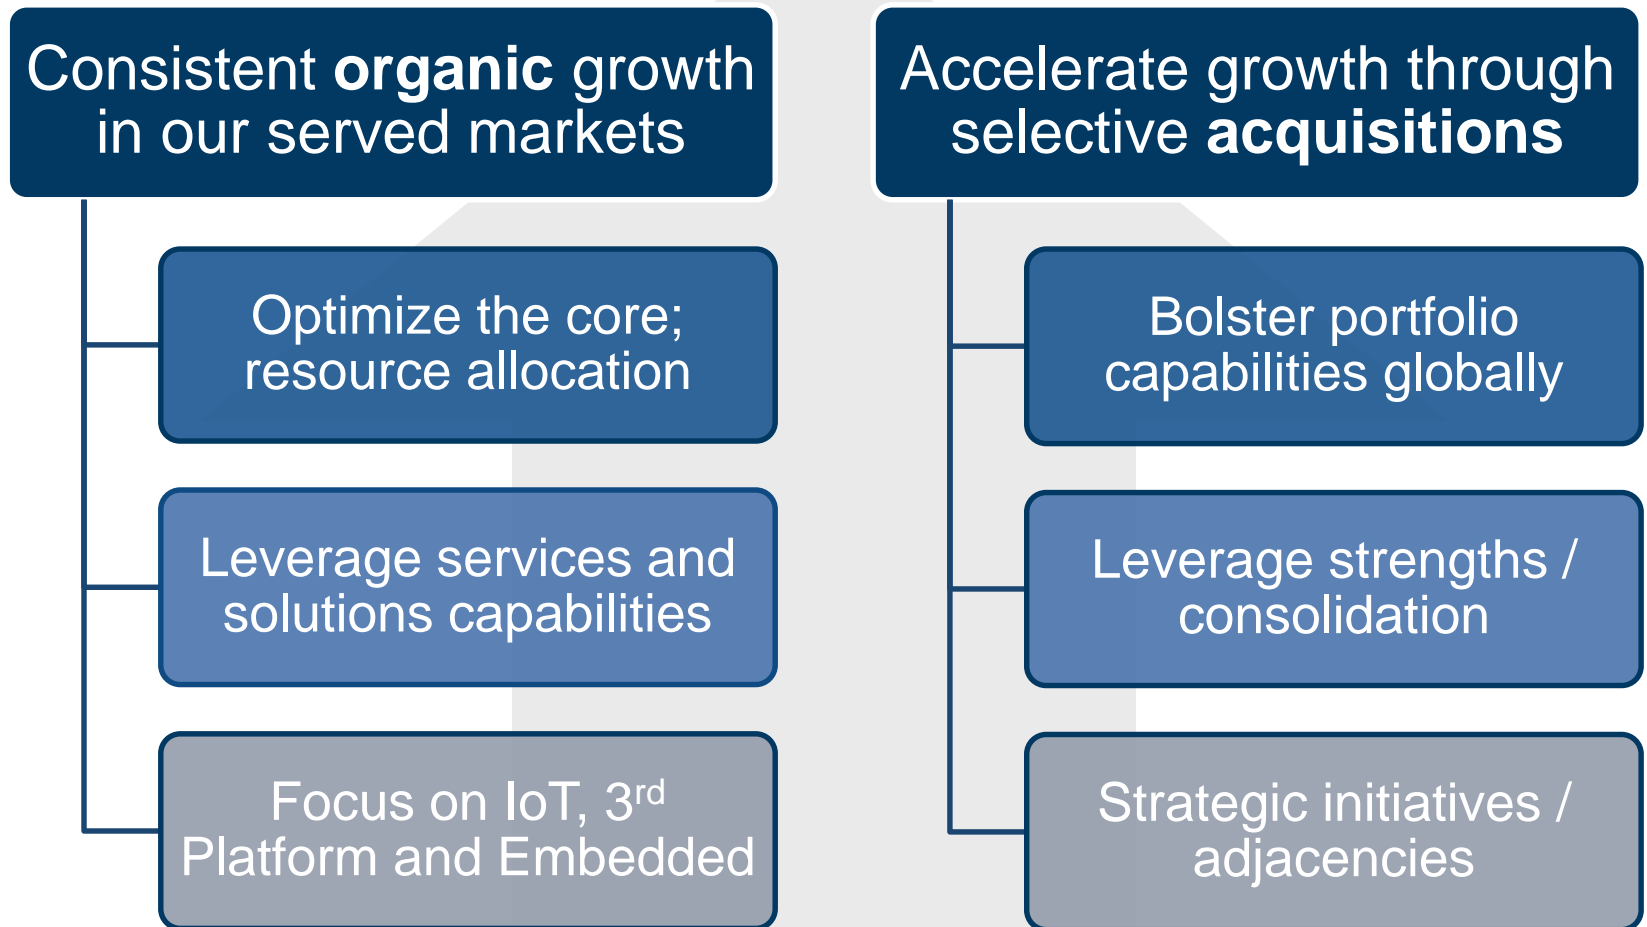 Consistent organic growth
in our served markets
Optimize the core;
resource allocation
Leverage services and
solutions capabilities
Focus on IoT, 3rd
Platform and Embedded
Accelerate growth through
selective acquisitions
Bolster portfolio
capabilities globally
Leverage strengths /
consolidation
Strategic initiatives /
adjacencies